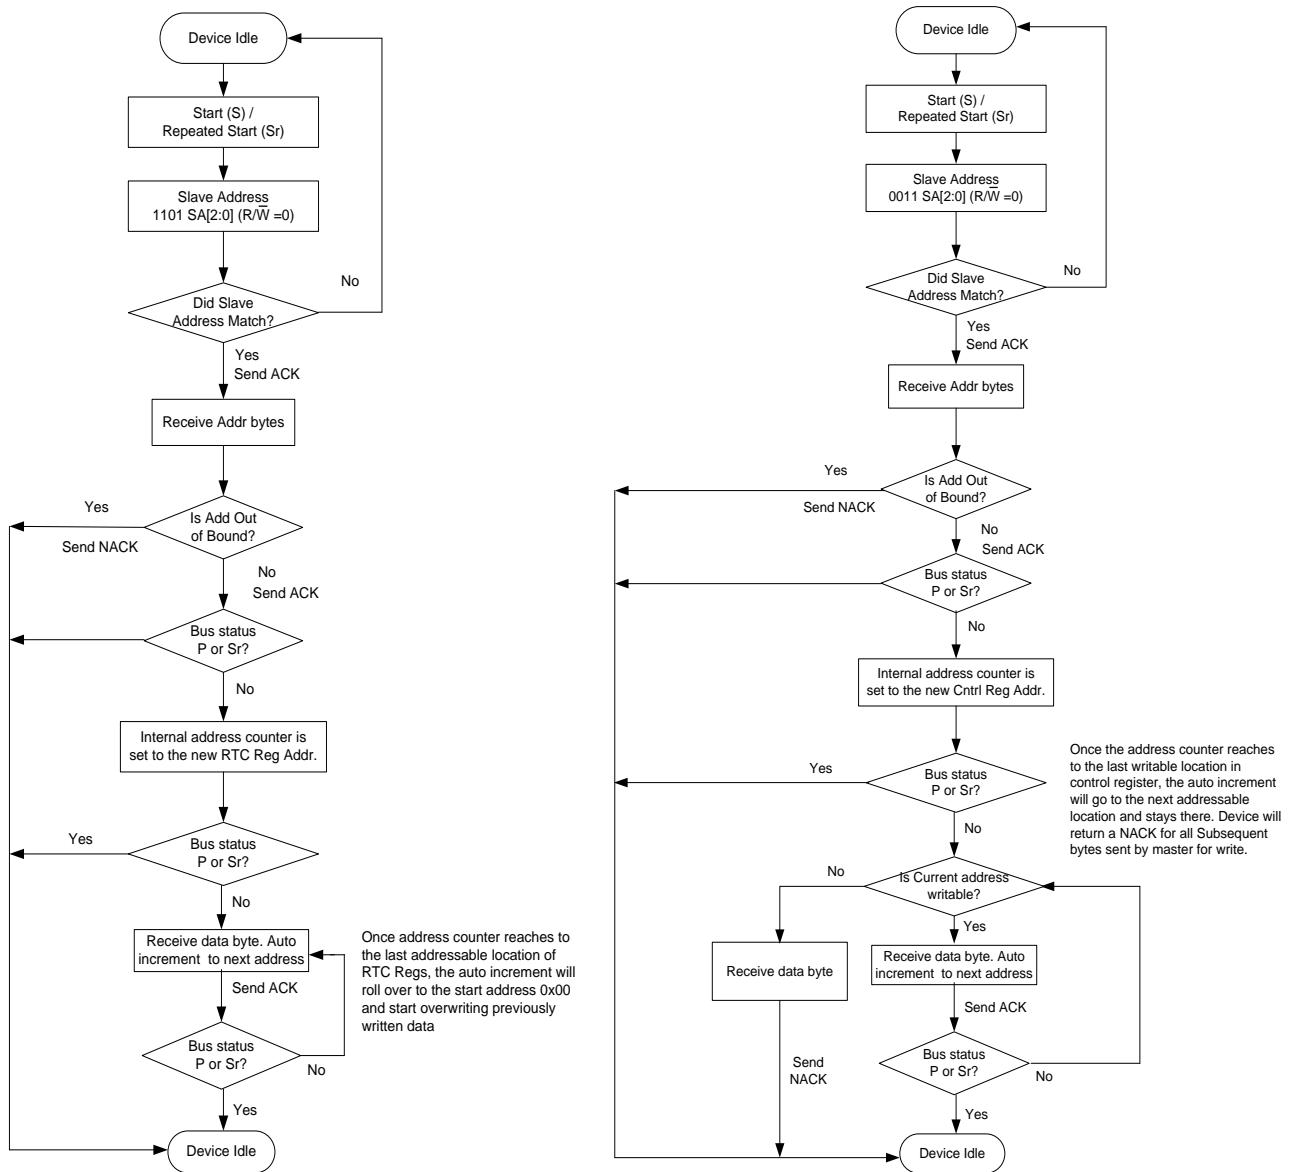 Device Idle
Start (S) /
Repeated Start (Sr)
Slave Address
1101 SA[2:0] (R/W̅ =0)
No
Did Slave
Address Match?
Yes
Send ACK
Receive Addr bytes
Yes
Is Add Out
of Bound?
Send NACK
No
Send ACK
Bus status
P or Sr?
No
Internal address counter is
set to the new RTC Reg Addr.
Yes
Bus status
P or Sr?
No
Receive data byte. Auto
increment to next address
Send ACK
Once address counter reaches to
the last addressable location of
RTC Regs, the auto increment will
roll over to the start address 0x00
and start overwriting previously
written data
Bus status
P or Sr?
No
Yes
Device Idle
Device Idle
Start (S) /
Repeated Start (Sr)
Slave Address
0011 SA[2:0] (R/W̅ =0)
No
Did Slave
Address Match?
Yes
Send ACK
Receive Addr bytes
Yes
Is Add Out
of Bound?
Send NACK
No
Send ACK
Bus status
P or Sr?
No
Internal address counter is
set to the new Cntrl Reg Addr.
Yes
Bus status
P or Sr?
No
Once the address counter reaches
to the last writable location in
control register, the auto increment
will go to the next addressable
location and stays there. Device will
return a NACK for all Subsequent
bytes sent by master for write.
No
Is Current address
writable?
Yes
Receive data byte
Receive data byte. Auto
increment to next address
Send ACK
Send
NACK
Bus status
P or Sr?
No
Yes
Device Idle